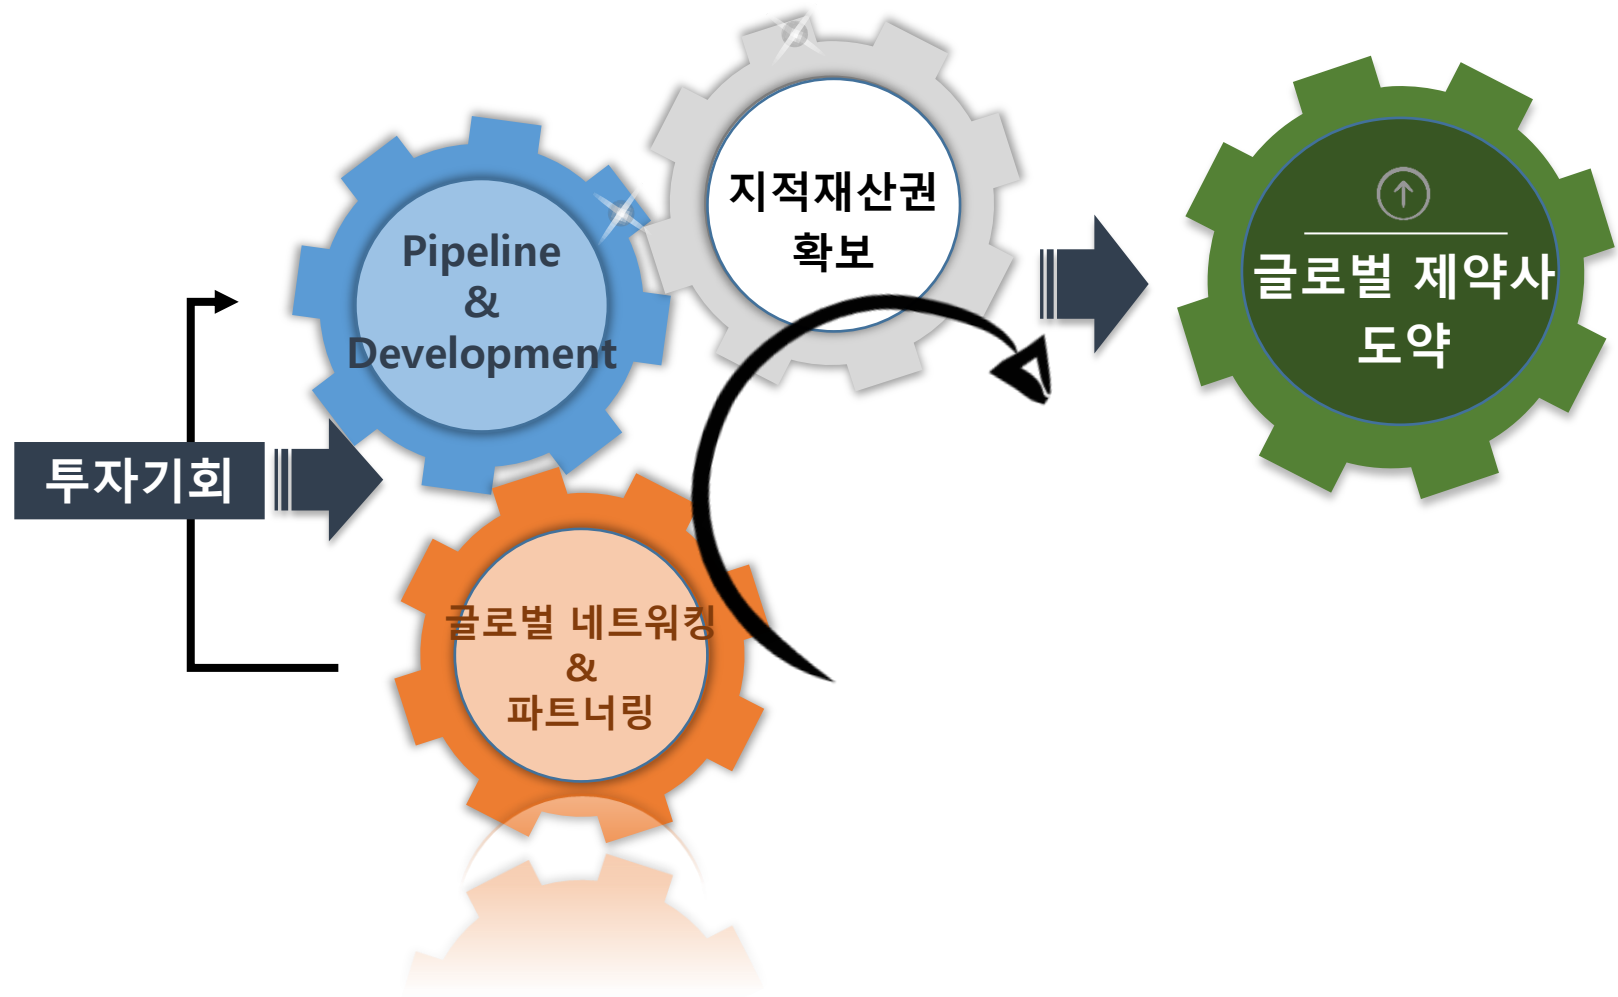 투자기회
Pipeline
&
Development
지적재산권
확보
글로벌 네트워킹
&
파트너링
글로벌 제약사
도약